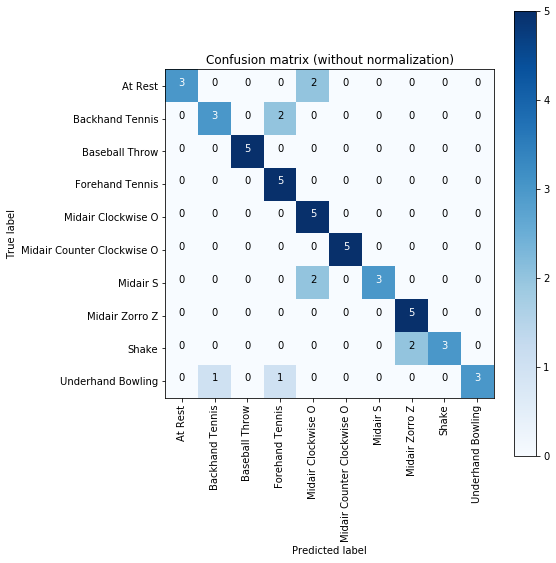 Confusion matrix (without normalization)
At Rest 3 0 0 0 2 0 0 0 0 0
Backhand Tennis 0 3 0 2 0 0 0 0 0 0
Baseball Throw 0 0 5 0 0 0 0 0 0 0
Forehand Tennis 0 0 0 5 0 0 0 0 0 0
Midair Clockwise O 0 0 0 0 5 0 0 0 0 0
Midair Counter Clockwise O 0 0 0 0 0 5 0 0 0 0
Midair S 0 0 0 0 2 0 3 0 0 0
Midair Zorro Z 0 0 0 0 0 0 0 5 0 0
Shake 0 0 0 0 0 0 0 2 3 0
Underhand Bowling 0 1 0 1 0 0 0 0 0 3
True label
At Rest
Backhand Tennis
Baseball Throw
Forehand Tennis
Midair Clockwise O
Midair Counter Clockwise O
Midair S
Midair Zorro Z
Shake
Underhand Bowling
Predicted label
5
4
3
2
1
0